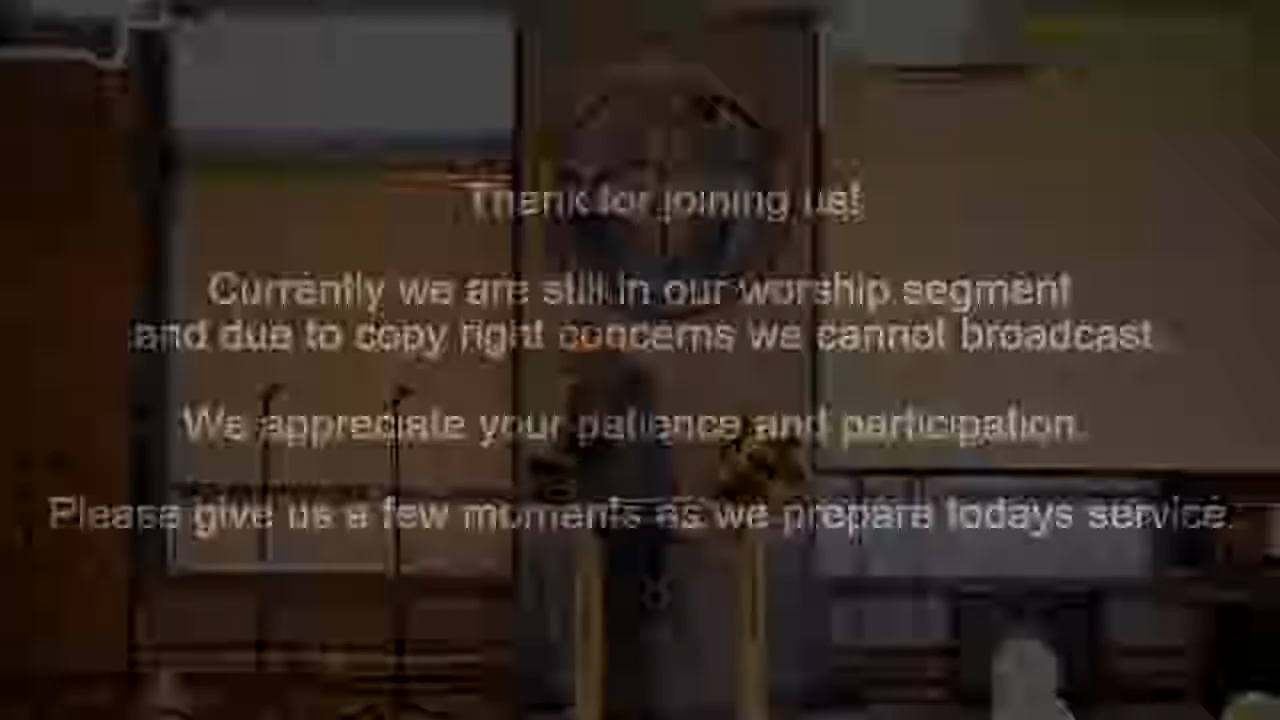 Thank for joining us!
Currently we are still in our worship segment
and due to copy right concerns we cannot broadcast.
We appreciate your patience and participation.
Please give us a few moments as we prepare todays service.